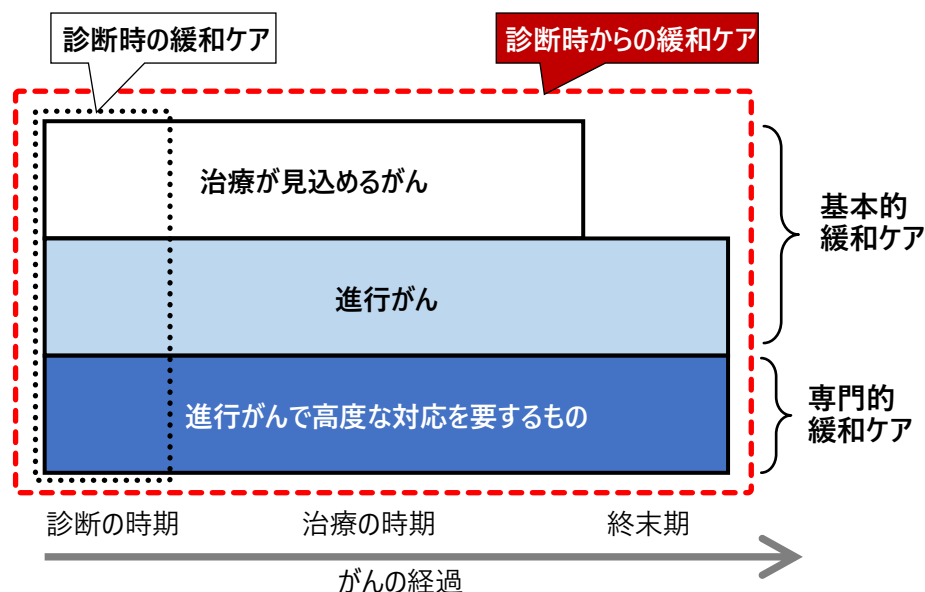 診断時の緩和ケア
診断時からの緩和ケア
治療が見込めるがん
基本的
緩和ケア
進行がん
進行がんで高度な対応を要するもの
専門的
緩和ケア
診断の時期
治療の時期
終末期
がんの経過